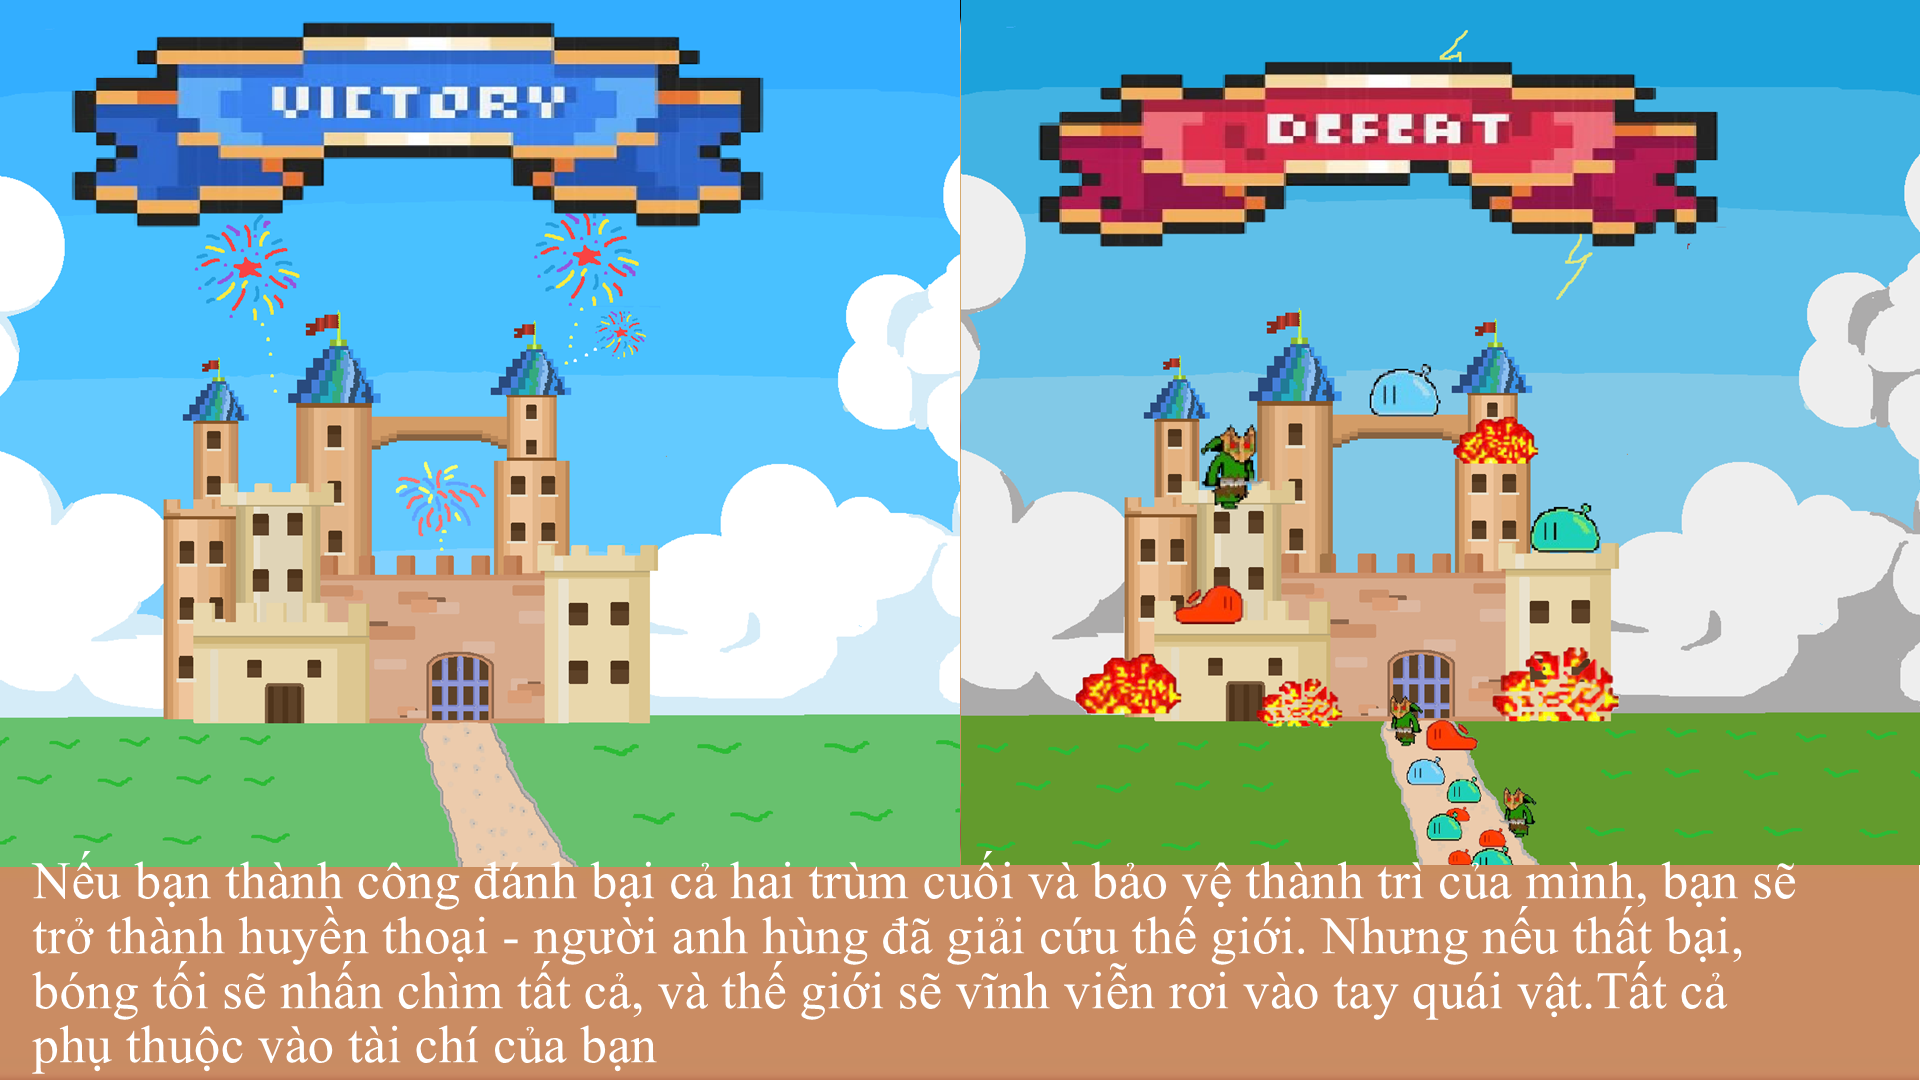 VICTORY
DEFEAT
Nếu bạn thành công đánh bại cả hai trùm cuối và bảo vệ thành trì của mình, bạn sẽ
trở thành huyền thoại - người anh hùng đã giải cứu thế giới. Nhưng nếu thất bại,
bóng tối sẽ nhấn chìm tất cả, và thế giới sẽ vĩnh viễn rơi vào tay quái vật.Tất cả
phụ thuộc vào tài chí của bạn